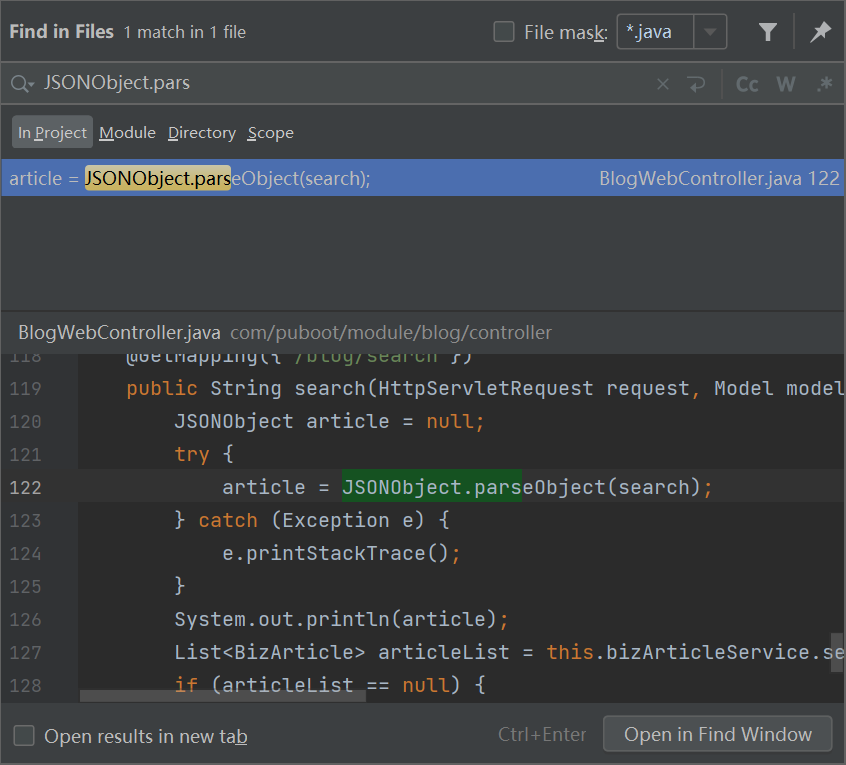 Find in Files 1 match in 1 file File mask: *.java
JSONObject.pars Cc W .*
In Project Module Directory Scope
article = JSONObject.parseObject(search); BlogWebController.java 122
BlogWebController.java com/puboot/module/blog/controller
118 @GetMapping({"/blog/search"})
119 public String search(HttpServletRequest request, Model model
120 JSONObject article = null;
121 try {
122 article = JSONObject.parseObject(search);
123 } catch (Exception e) {
124 e.printStackTrace();
125 }
126 System.out.println(article);
127 List<BizArticle> articleList = this.bizArticleService.se
128 if (articleList == null) {
Open results in new tab Ctrl+Enter Open in Find Window